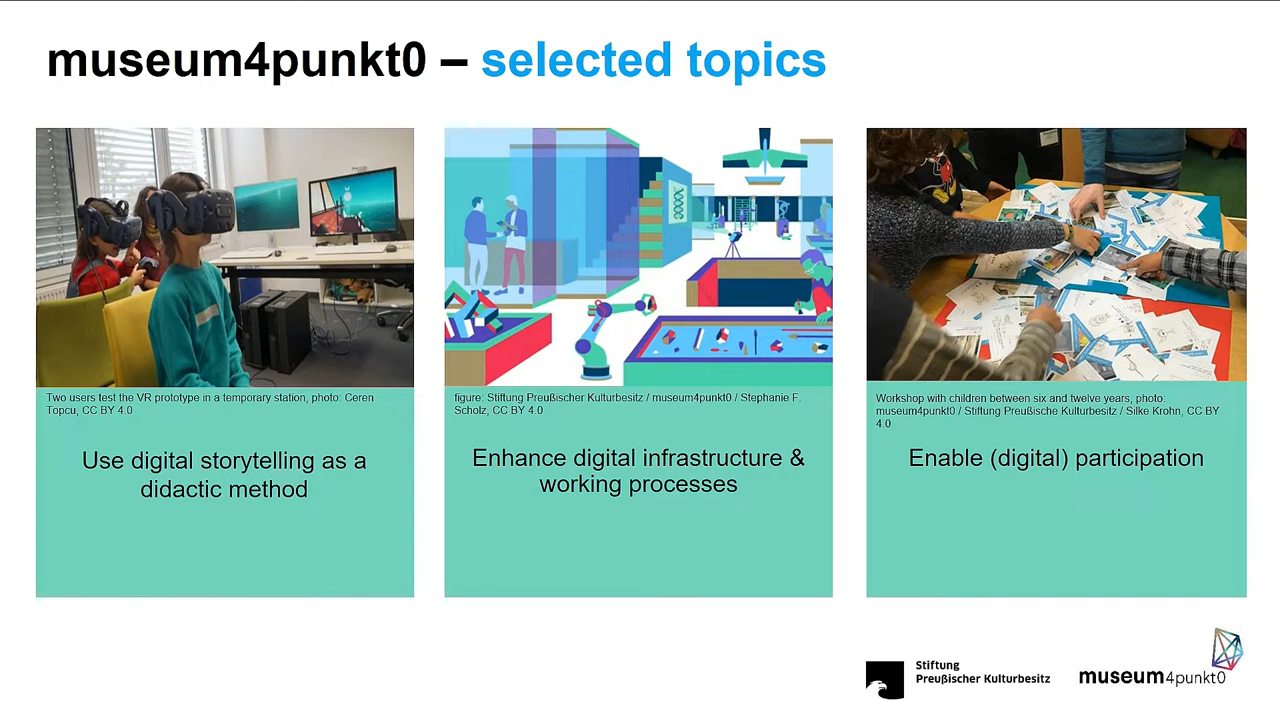 museum4punkt0 – selected topics
Two users test the VR prototype in a temporary station, photo: Ceren
Topcu, CC BY 4.0
Use digital storytelling as a
didactic method
figure: Stiftung Preußischer Kulturbesitz / museum4punkt0 / Stephanie F.
Scholz, CC BY 4.0
Enhance digital infrastructure &
working processes
Workshop with children between six and twelve years, photo:
museum4punkt0 / Stiftung Preußische Kulturbesitz / Silke Krohn, CC BY
4.0
Enable (digital) participation
Stiftung
Preußischer Kulturbesitz
museum4punkt0